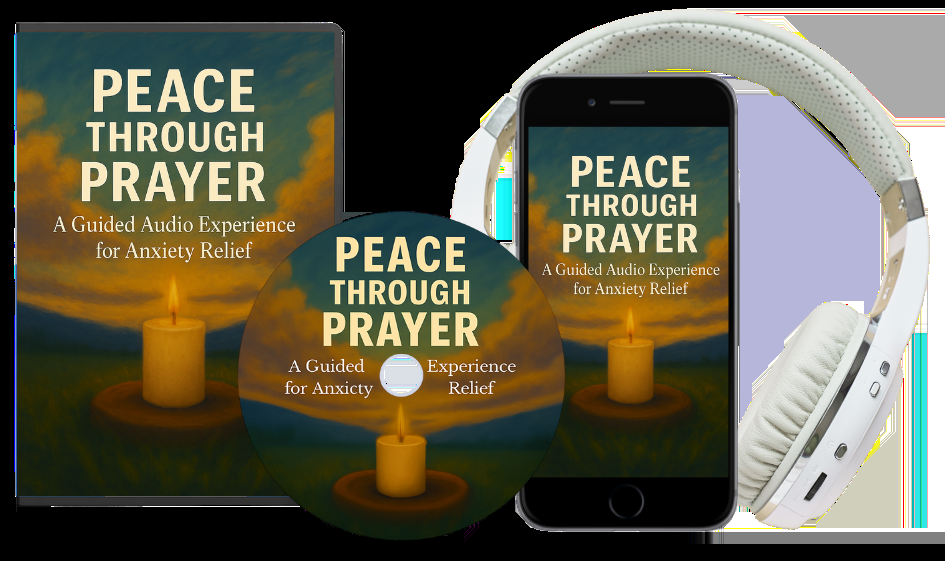 PEACE
THROUGH
PRAYER
A Guided Audio Experience
for Anxiety Relief
PEACE
THROUGH
PRAYER
A Guided Experience
for Anxicty Relief
PEACE
THROUGH
PRAYER
A Guided Audio Experience
for Anxiety Relief